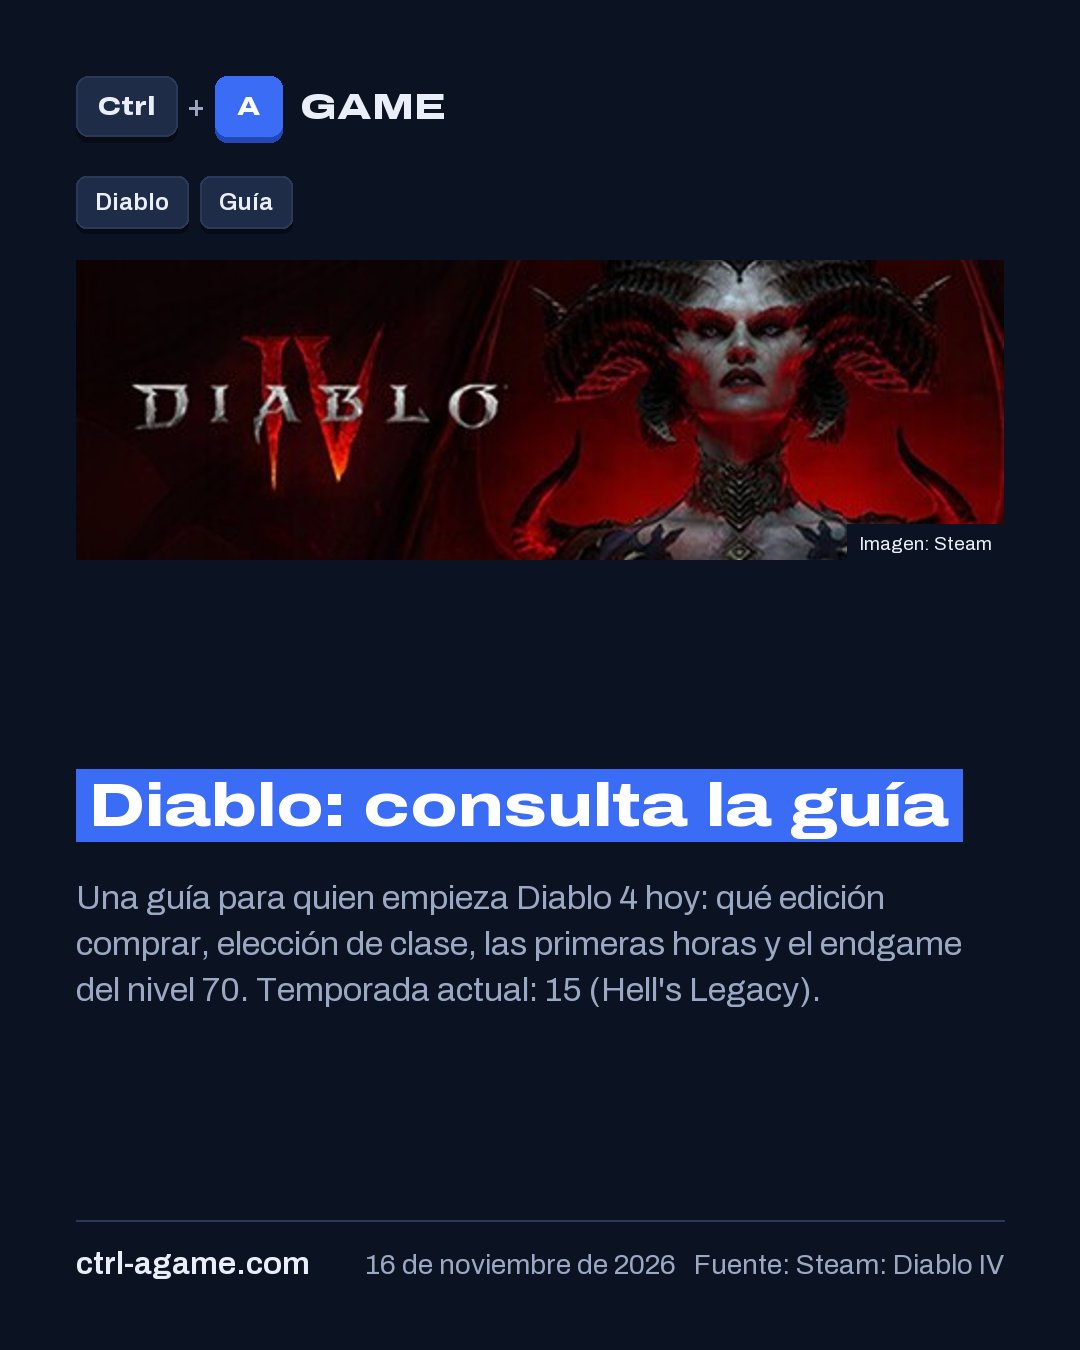 Ctrl + A GAME
Diablo Guía
DIABLO IV
Imagen: Steam
Diablo: consulta la guía
Una guía para quien empieza Diablo 4 hoy: qué edición
comprar, elección de clase, las primeras horas y el endgame
del nivel 70. Temporada actual: 15 (Hell's Legacy).
ctrl-agame.com 16 de noviembre de 2026 Fuente: Steam: Diablo IV